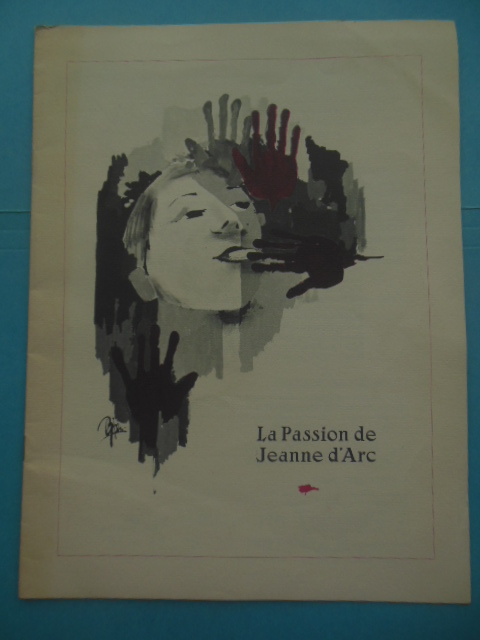 La Passion de
Jeanne d'Arc